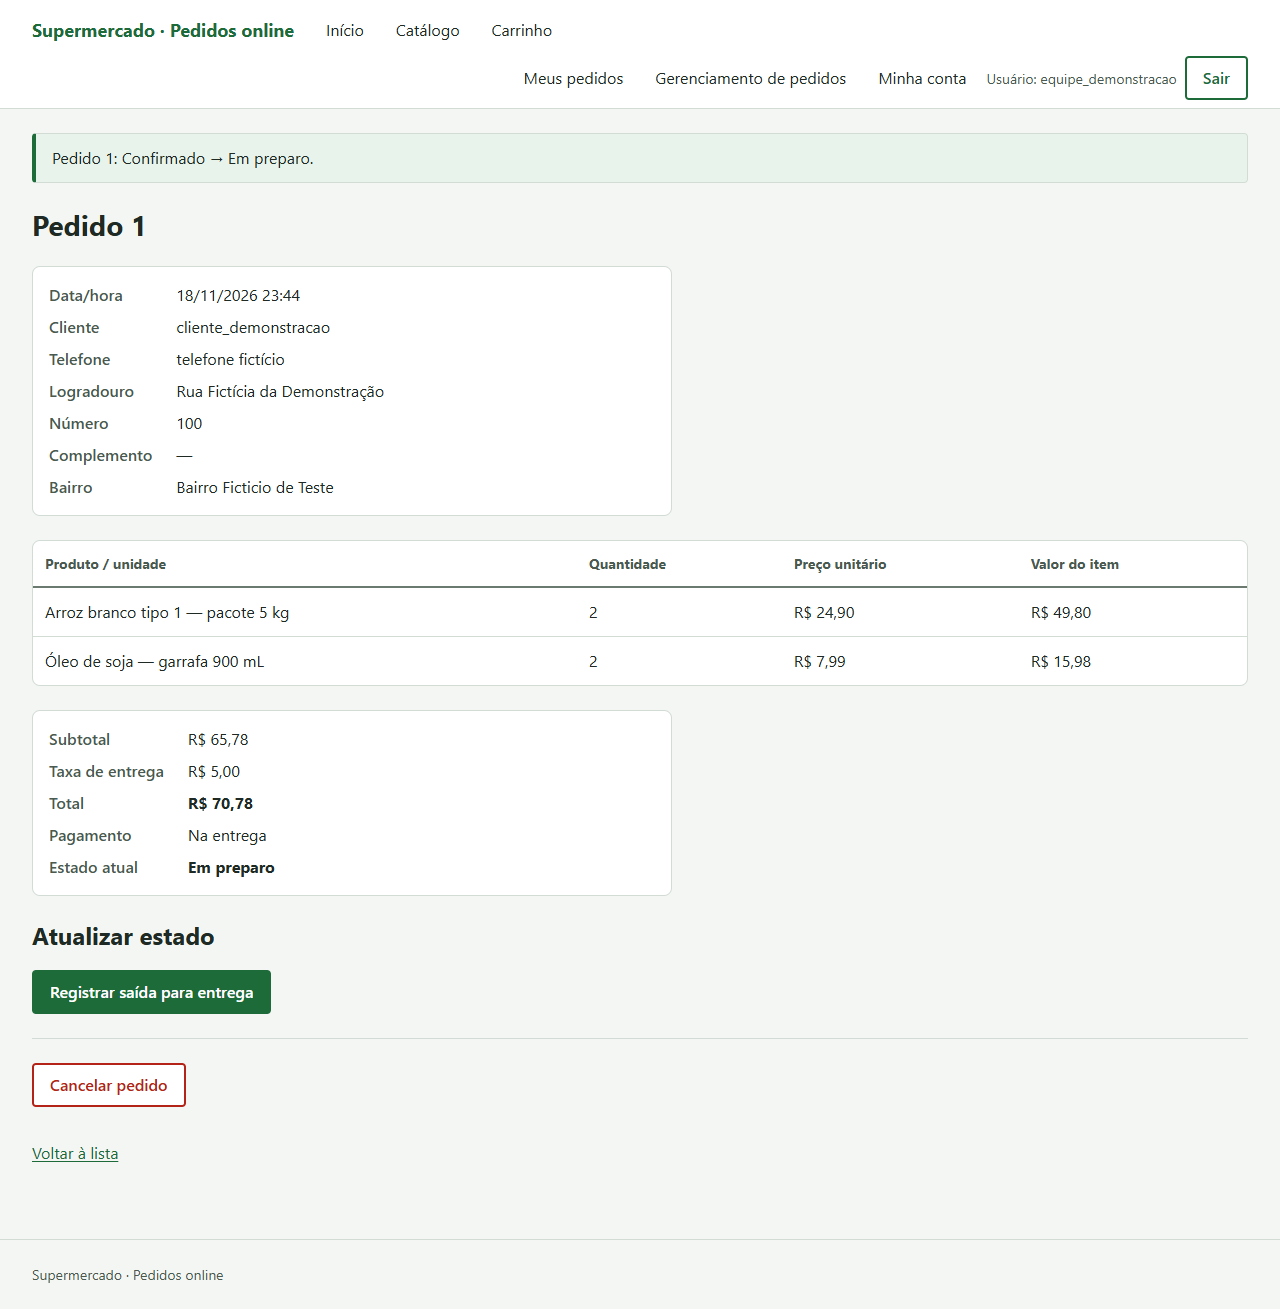 Supermercado · Pedidos online Início Catálogo Carrinho
Meus pedidos Gerenciamento de pedidos Minha conta Usuário: equipe_demonstracao Sair
Pedido 1: Confirmado → Em preparo.
Pedido 1
Data/hora 18/11/2026 23:44
Cliente cliente_demonstracao
Telefone telefone fictício
Logradouro Rua Fictícia da Demonstração
Número 100
Complemento —
Bairro Bairro Ficticio de Teste
Produto / unidade Quantidade Preço unitário Valor do item
Arroz branco tipo 1 — pacote 5 kg 2 R$ 24,90 R$ 49,80
Óleo de soja — garrafa 900 mL 2 R$ 7,99 R$ 15,98
Subtotal R$ 65,78
Taxa de entrega R$ 5,00
Total R$ 70,78
Pagamento Na entrega
Estado atual Em preparo
Atualizar estado
Registrar saída para entrega
Cancelar pedido
Voltar à lista
Supermercado · Pedidos online